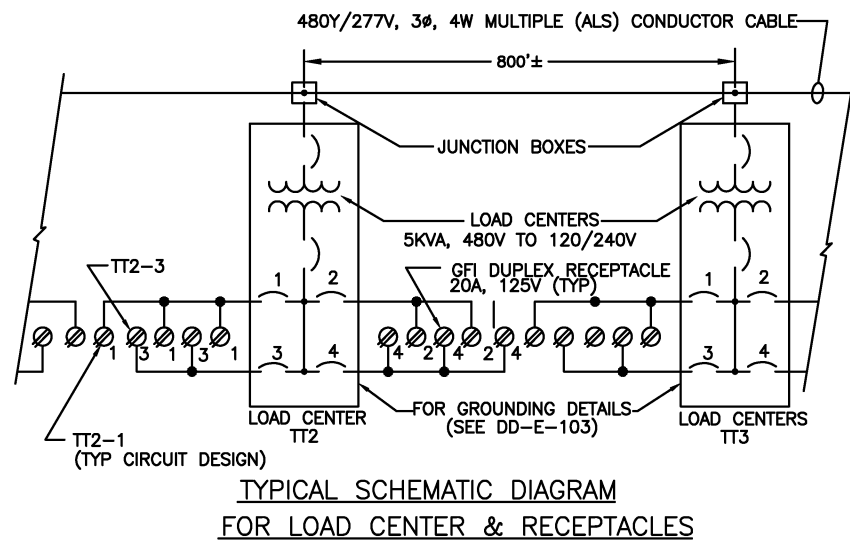 480Y/277V, 3ø, 4W MULTIPLE (ALS) CONDUCTOR CABLE
800'±
JUNCTION BOXES
LOAD CENTERS
5KVA, 480V TO 120/240V
TT2-3
GFI DUPLEX RECEPTACLE
20A, 125V (TYP)
1
2
1
2
1
3
1
3
1
4
2
4
2
4
3
4
3
4
LOAD CENTER
TT2
FOR GROUNDING DETAILS
(SEE DD-E-103)
LOAD CENTERS
TT3
TT2-1
(TYP CIRCUIT DESIGN)
TYPICAL SCHEMATIC DIAGRAM
FOR LOAD CENTER & RECEPTACLES